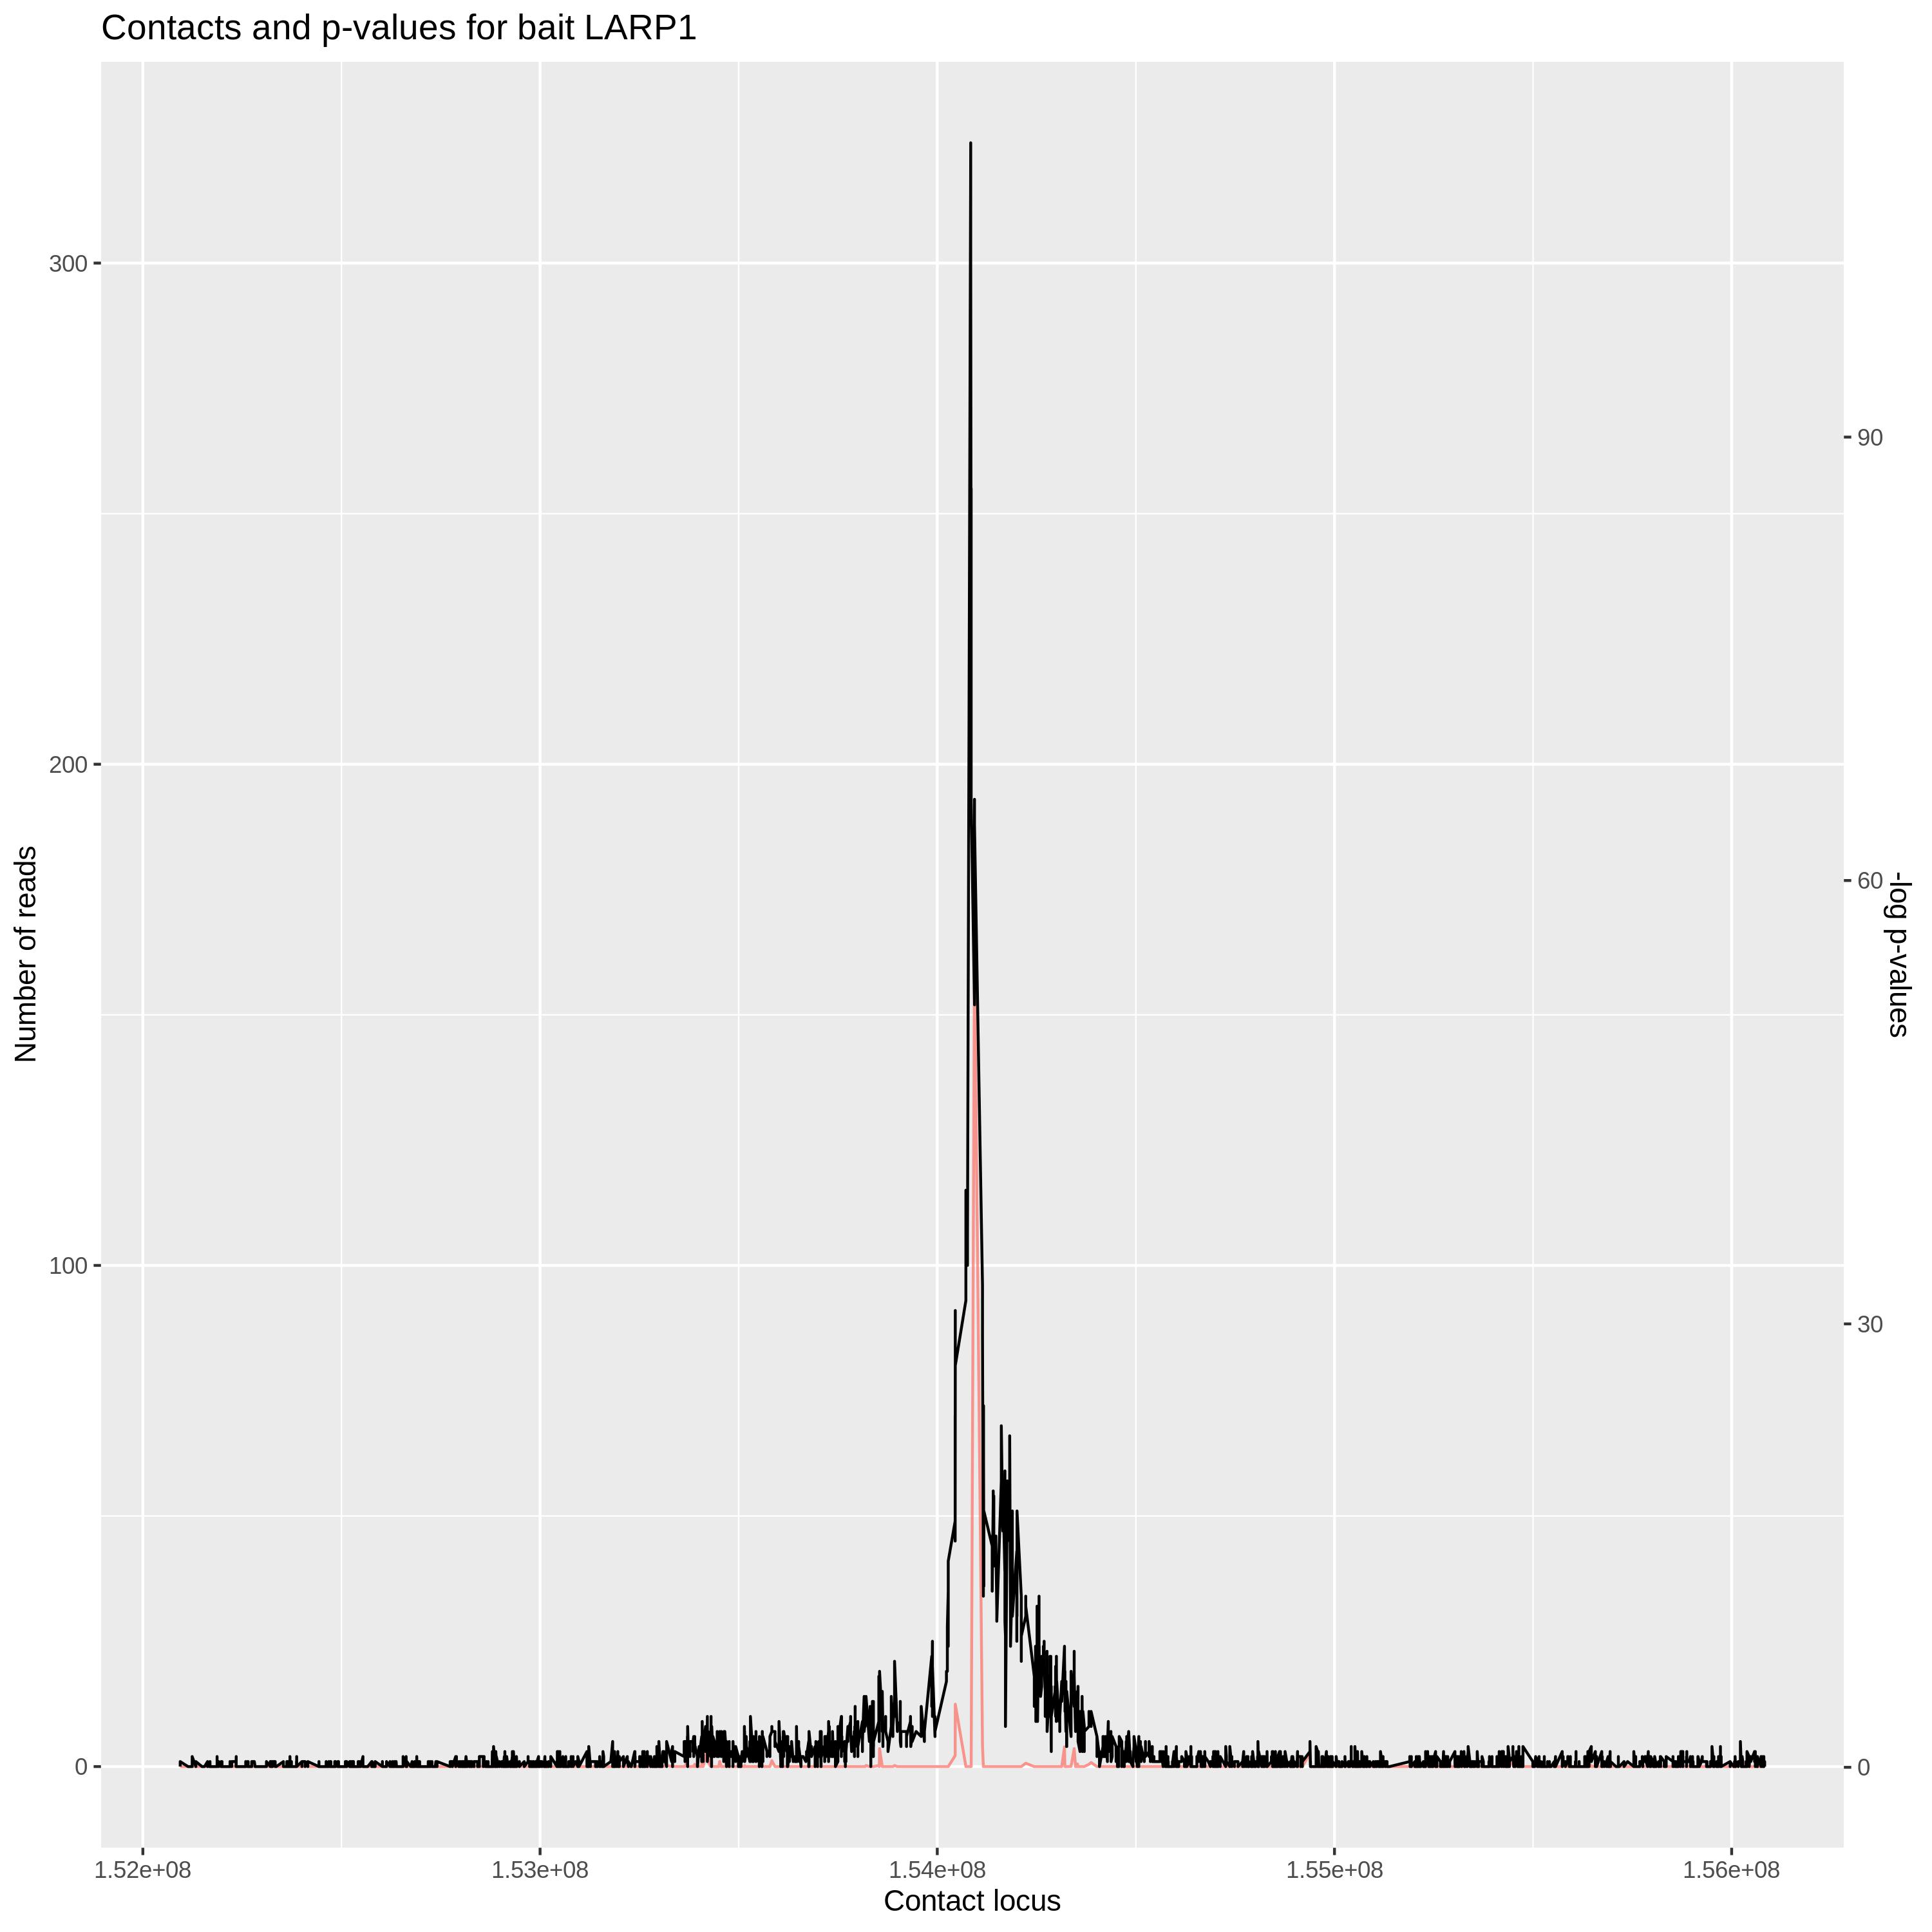 Contacts and p-values for bait LARP1
300
200
100
0
Number of reads
90
60
30
0
-log p-values
1.52e+08
1.53e+08
1.54e+08
1.55e+08
1.56e+08
Contact locus